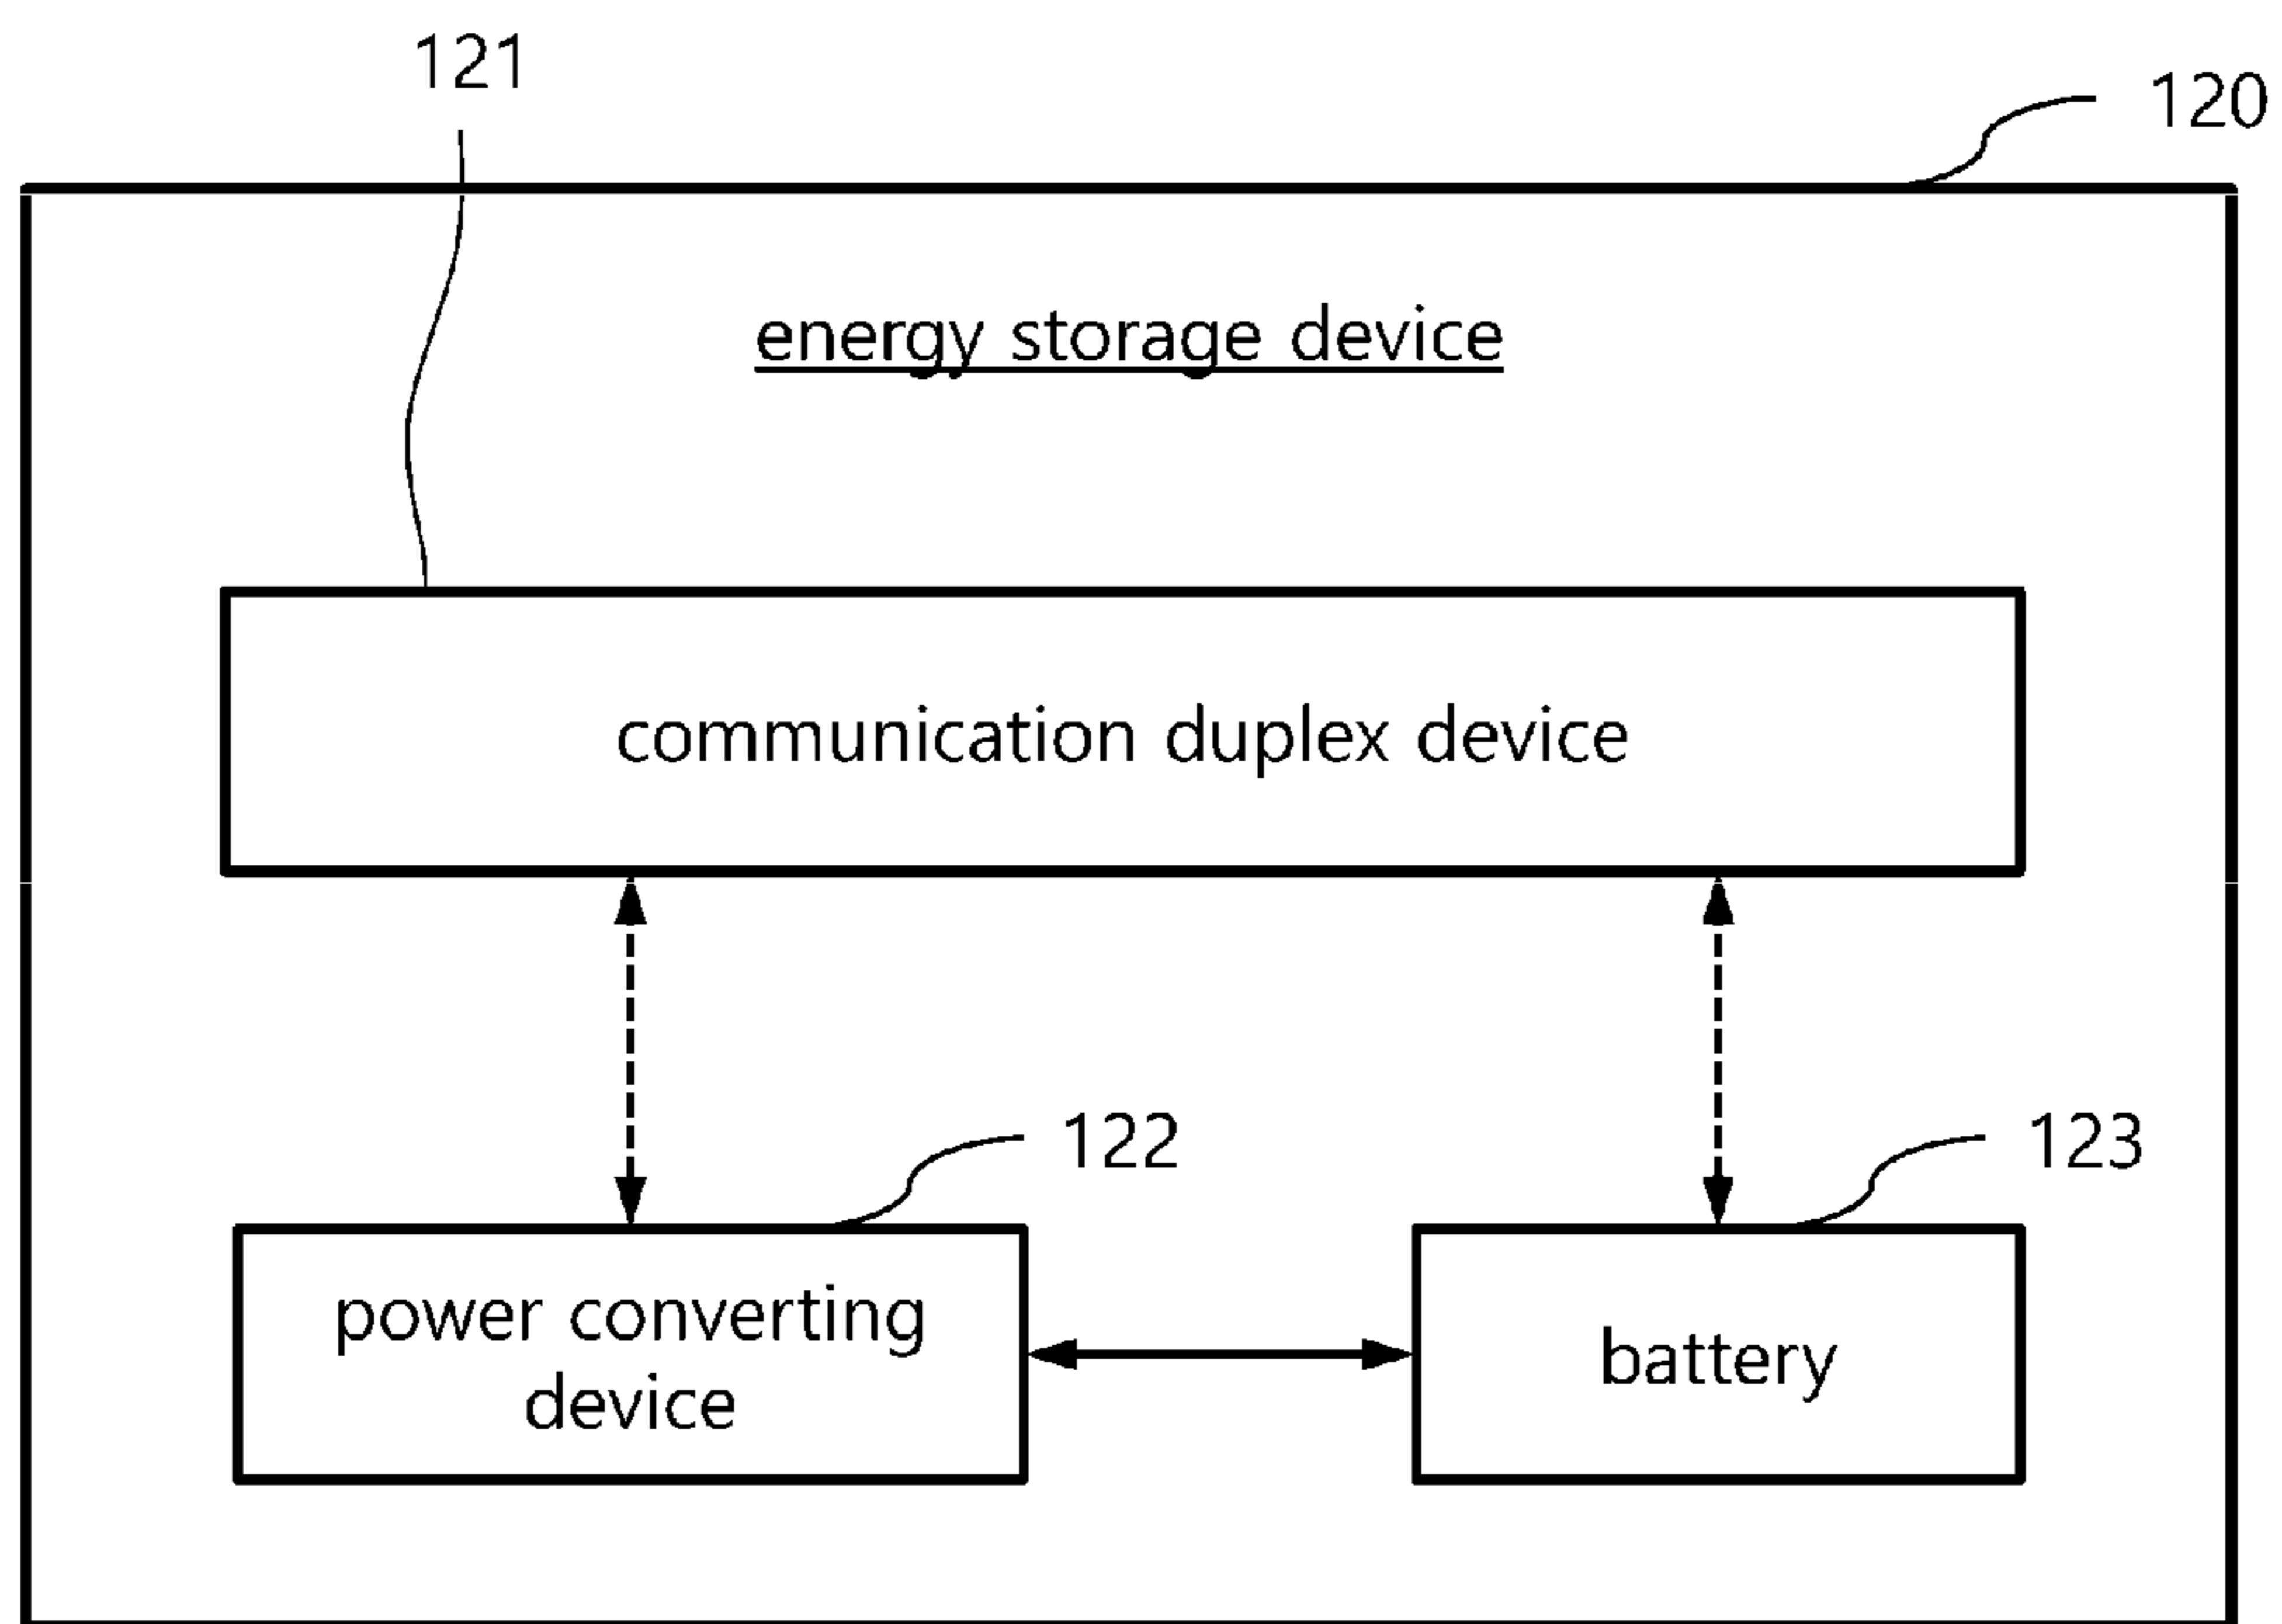 121
120
energy storage device
communication duplex device
122
123
power converting
device
battery